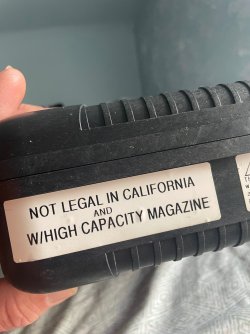 NOT LEGAL IN CALIFORNIA
AND
W/HIGH CAPACITY MAGAZINE